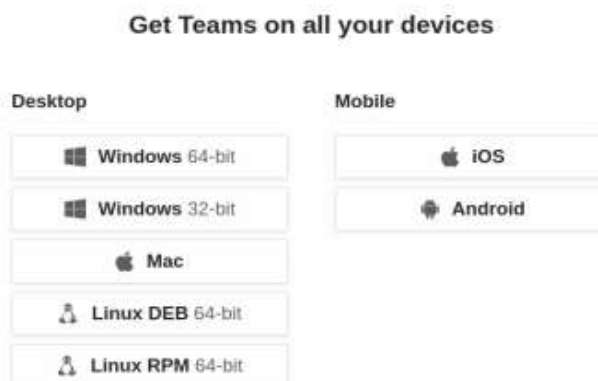 Get Teams on all your devices
Desktop
Windows 64-bit
Windows 32-bit
Mac
Linux DEB 64-bit
Linux RPM 64-bit
Mobile
iOS
Android